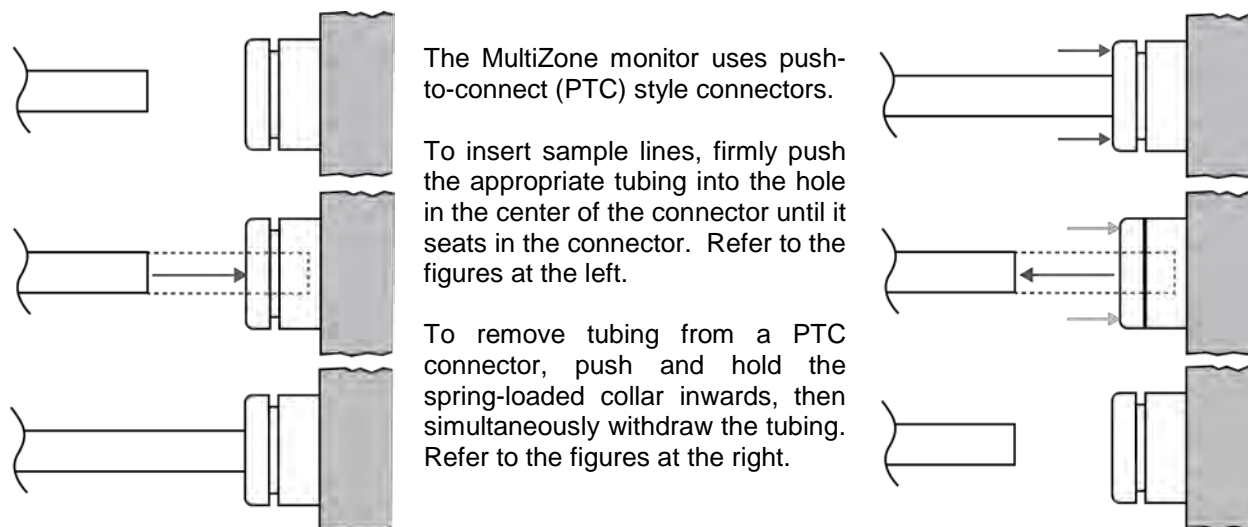 The MultiZone monitor uses push-
to-connect (PTC) style connectors.
To insert sample lines, firmly push
the appropriate tubing into the hole
in the center of the connector until it
seats in the connector. Refer to the
figures at the left.
To remove tubing from a PTC
connector, push and hold the
spring-loaded collar inwards, then
simultaneously withdraw the tubing.
Refer to the figures at the right.